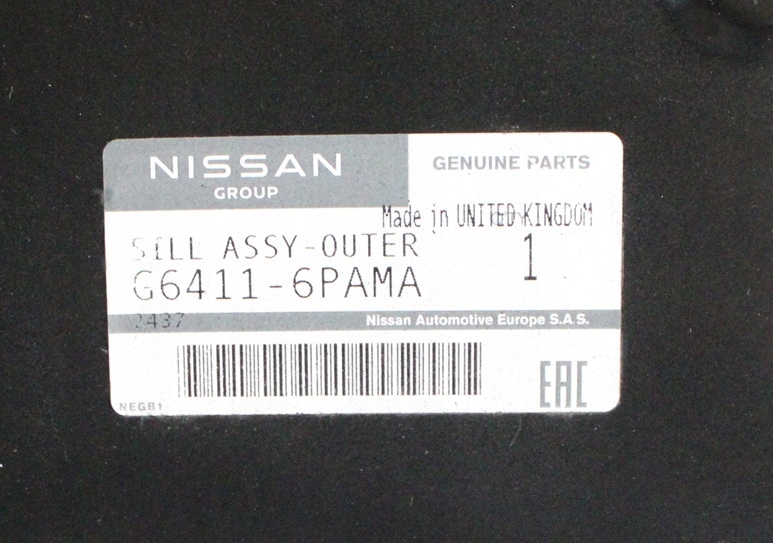 NISSAN
GROUP
GENUINE PARTS
Made in UNITED KINGDOM
SILL ASSY-OUTER 1
G6411-6PAMA
2437 Nissan Automotive Europe S.A.S.
NEGB1
EAC